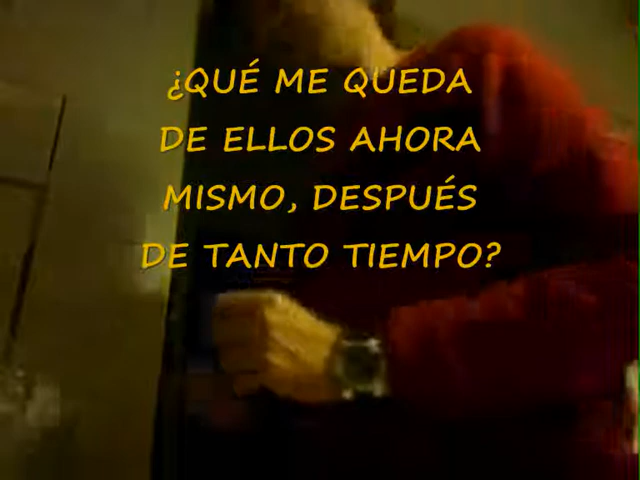 ¿QUÉ ME QUEDA
DE ELLOS AHORA
MISMO, DESPUÉS
DE TANTO TIEMPO?